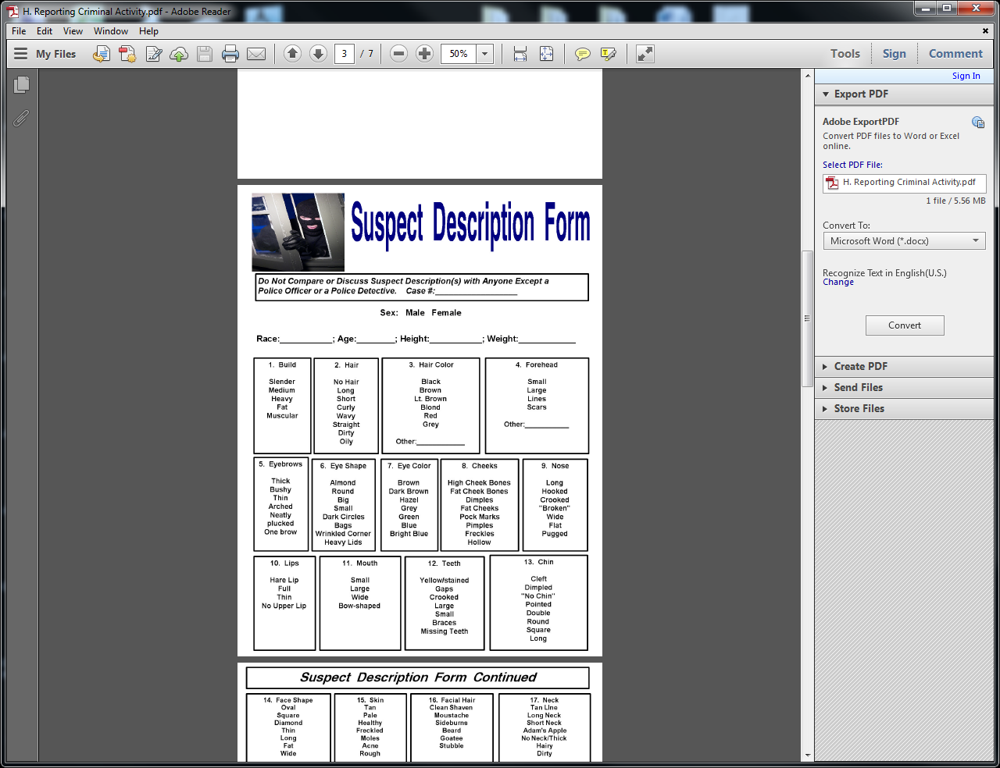 H. Reporting Criminal Activity.pdf - Adobe Reader
File Edit View Window Help
My Files 3 / 7 50% Tools Sign Comment
Sign In
Export PDF
Adobe ExportPDF
Convert PDF files to Word or Excel
online.
Select PDF File:
H. Reporting Criminal Activity.pdf
1 file / 5.56 MB
Convert To:
Microsoft Word (*.docx)
Recognize Text in English(U.S.)
Change
Convert
Create PDF
Send Files
Store Files
Suspect Description Form
Do Not Compare or Discuss Suspect Description(s) with Anyone Except a
Police Officer or a Police Detective. Case #:_________________
Sex: Male Female
Race:___________; Age:________; Height:___________; Weight:____________
1. Build
Slender
Medium
Heavy
Fat
Muscular
2. Hair
No Hair
Long
Short
Curly
Wavy
Straight
Dirty
Oily
3. Hair Color
Black
Brown
Lt. Brown
Blond
Red
Grey
Other:_____________
4. Forehead
Small
Large
Lines
Scars
Other:____________
5. Eyebrows
Thick
Bushy
Thin
Arched
Neatly
plucked
One brow
6. Eye Shape
Almond
Round
Big
Small
Dark Circles
Bags
Wrinkled Corner
Heavy Lids
7. Eye Color
Brown
Dark Brown
Hazel
Grey
Green
Blue
Bright Blue
8. Cheeks
High Cheek Bones
Fat Cheek Bones
Dimples
Fat Cheeks
Pock Marks
Pimples
Freckles
Hollow
9. Nose
Long
Hooked
Crooked
"Broken"
Wide
Flat
Pugged
10. Lips
Hare Lip
Full
Thin
No Upper Lip
11. Mouth
Small
Large
Wide
Bow-shaped
12. Teeth
Yellow/stained
Gaps
Crooked
Large
Small
Braces
Missing Teeth
13. Chin
Cleft
Dimpled
"No Chin"
Pointed
Double
Round
Square
Long
Suspect Description Form Continued
14. Face Shape
Oval
Square
Diamond
Thin
Long
Fat
Wide
15. Skin
Tan
Pale
Healthy
Freckled
Moles
Acne
Rough
16. Facial Hair
Clean Shaven
Moustache
Sideburns
Beard
Goatee
Stubble
17. Neck
Tan LIne
Long Neck
Short Neck
Adam's Apple
No Neck/Thick
Hairy
Dirty